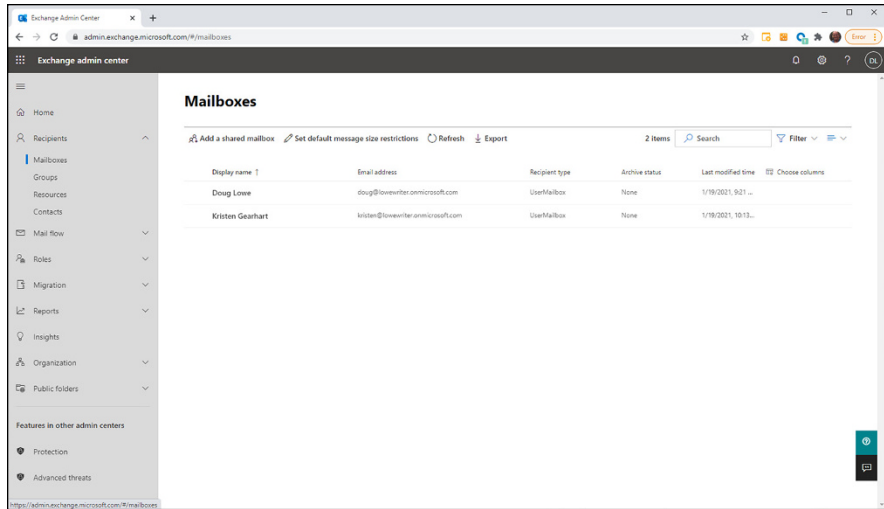 Exchange Admin Center
admin.exchange.microsoft.com/#/mailboxes
Error
Exchange admin center
DL
Home
Recipients
Mailboxes
Groups
Resources
Contacts
Mail flow
Roles
Migration
Reports
Insights
Organization
Public folders
Features in other admin centers
Protection
Advanced threats
Mailboxes
Add a shared mailbox Set default message size restrictions Refresh Export 2 items Search Filter
Display name ↑ Email address Recipient type Archive status Last modified time Choose columns
Doug Lowe doug@lowewriter.onmicrosoft.com UserMailbox None 1/19/2021, 9:21 ...
Kristen Gearhart kristen@lowewriter.onmicrosoft.com UserMailbox None 1/19/2021, 10:13...
https://admin.exchange.microsoft.com/#/mailboxes